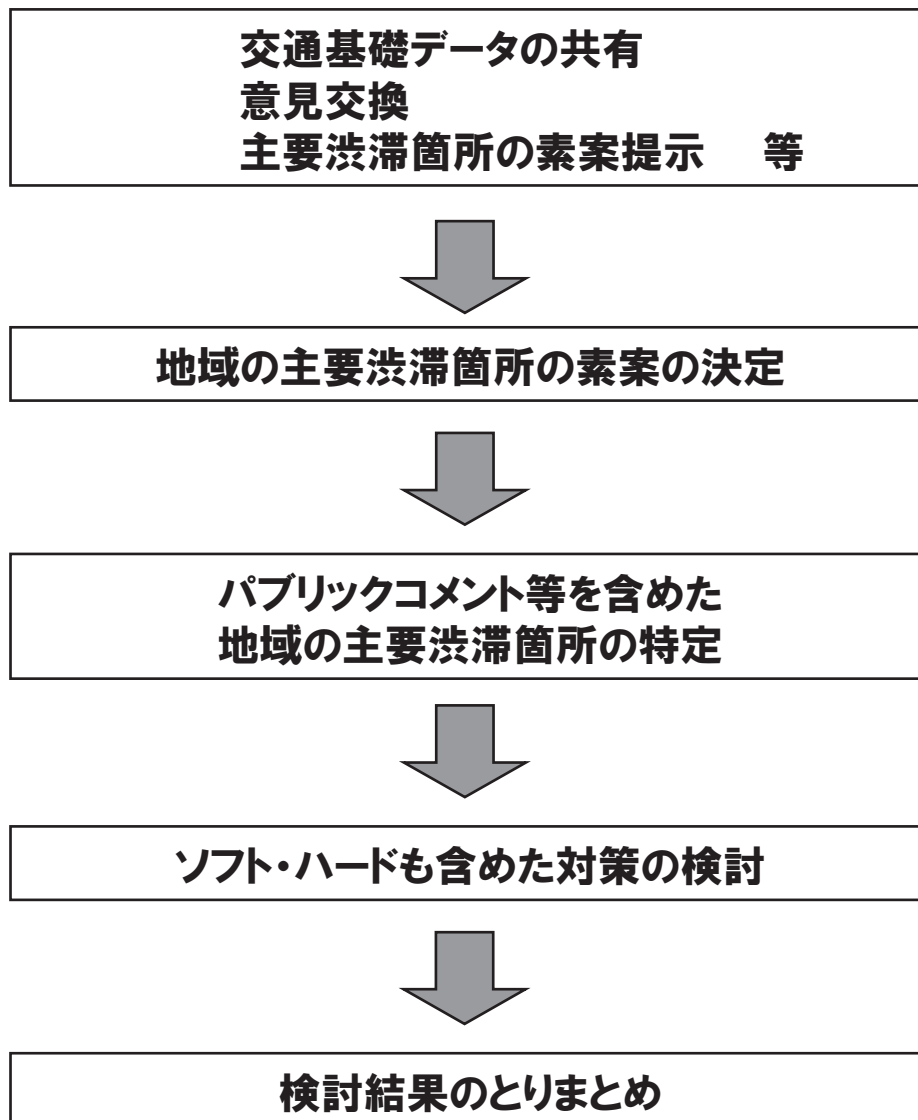 交通基礎データの共有
意見交換
主要渋滞箇所の素案提示　等
地域の主要渋滞箇所の素案の決定
パブリックコメント等を含めた
地域の主要渋滞箇所の特定
ソフト・ハードも含めた対策の検討
検討結果のとりまとめ